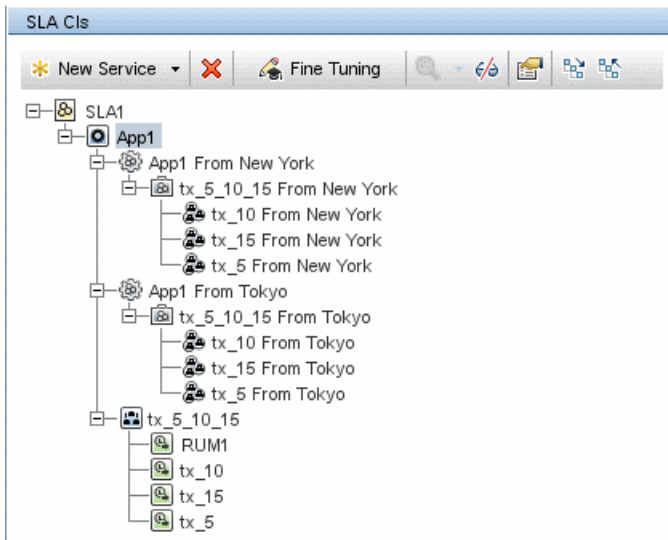 SLA CIs
New Service Fine Tuning
SLA1
App1
App1 From New York
tx_5_10_15 From New York
tx_10 From New York
tx_15 From New York
tx_5 From New York
App1 From Tokyo
tx_5_10_15 From Tokyo
tx_10 From Tokyo
tx_15 From Tokyo
tx_5 From Tokyo
tx_5_10_15
RUM1
tx_10
tx_15
tx_5